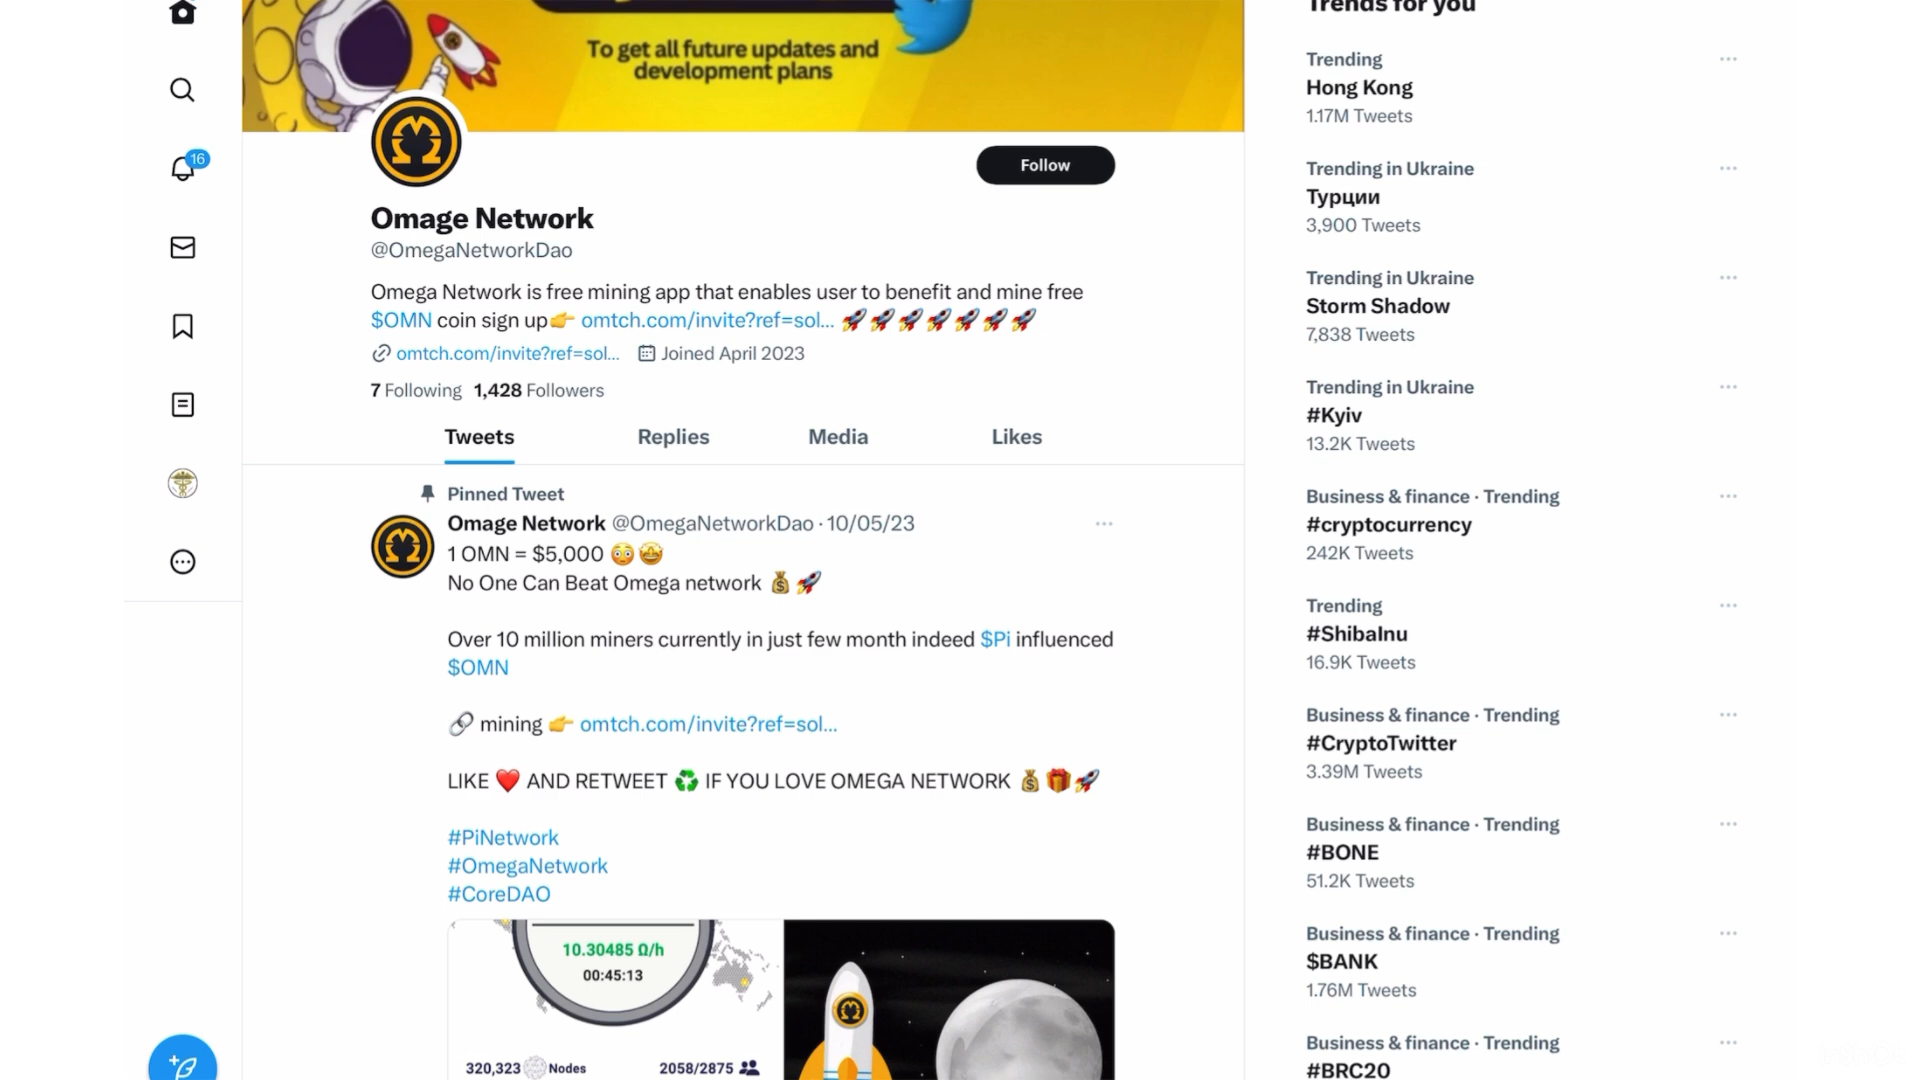 To get all future updates and
development plans
16
Follow
Omage Network
@OmegaNetworkDao
Omega Network is free mining app that enables user to benefit and mine free
$OMN coin sign up👉 omtch.com/invite?ref=sol... 🚀🚀🚀🚀🚀🚀🚀
omtch.com/invite?ref=sol... Joined April 2023
7 Following 1,428 Followers
Tweets Replies Media Likes
Pinned Tweet
Omage Network @OmegaNetworkDao · 10/05/23
1 OMN = $5,000 😳🤩
No One Can Beat Omega network 💰🚀
Over 10 million miners currently in just few month indeed $Pi influenced
$OMN
🔗 mining 👉 omtch.com/invite?ref=sol...
LIKE ❤️ AND RETWEET ♻️ IF YOU LOVE OMEGA NETWORK 💰🎁🚀
#PiNetwork
#OmegaNetwork
#CoreDAO
10.30485 Ω/h
00:45:13
320,323 Nodes 2058/2875
Trends for you
Trending
Hong Kong
1.17M Tweets
Trending in Ukraine
Турции
3,900 Tweets
Trending in Ukraine
Storm Shadow
7,838 Tweets
Trending in Ukraine
#Kyiv
13.2K Tweets
Business & finance · Trending
#cryptocurrency
242K Tweets
Trending
#ShibaInu
16.9K Tweets
Business & finance · Trending
#CryptoTwitter
3.39M Tweets
Business & finance · Trending
#BONE
51.2K Tweets
Business & finance · Trending
$BANK
1.76M Tweets
Business & finance · Trending
#BRC20